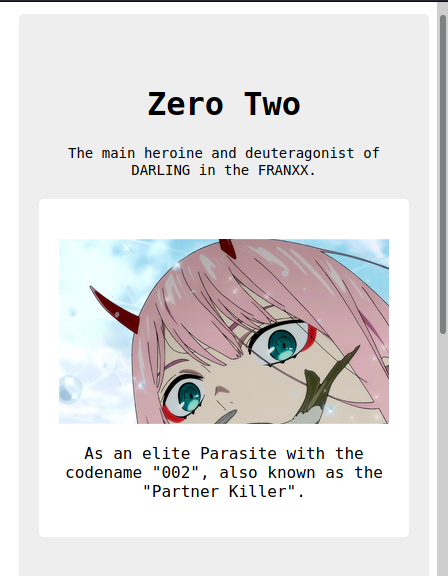 Zero Two
The main heroine and deuteragonist of
DARLING in the FRANXX.
As an elite Parasite with the
codename "002", also known as the
"Partner Killer".